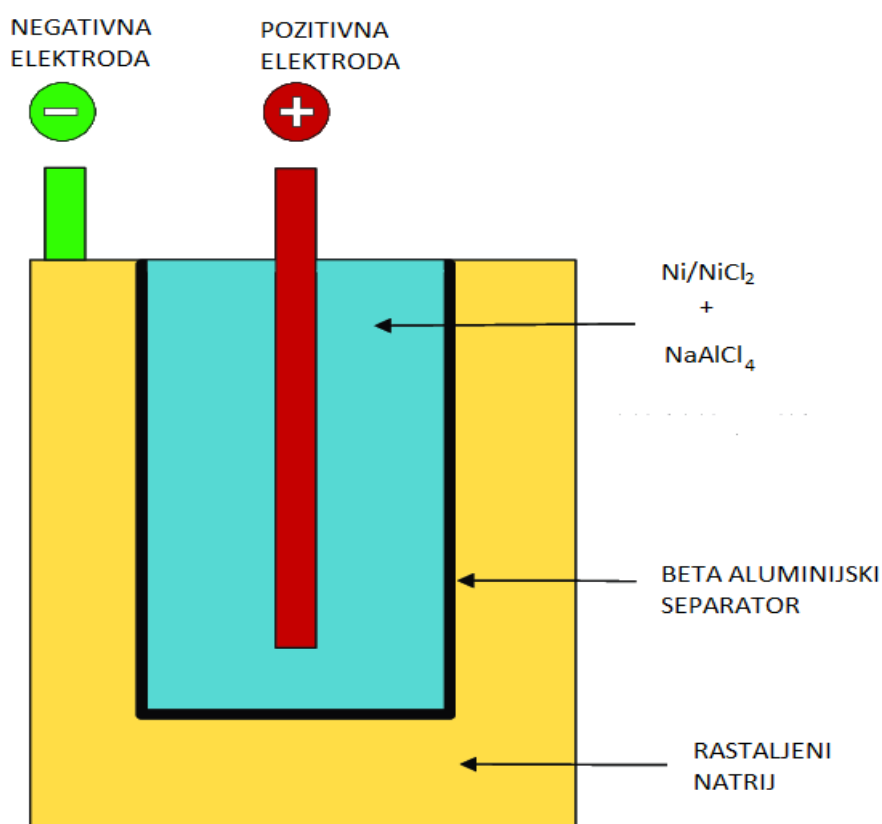 NEGATIVNA
ELEKTRODA
POZITIVNA
ELEKTRODA
−
+
Ni/NiCl₂
+
NaAlCl₄
BETA ALUMINIJSKI
SEPARATOR
RASTALJENI
NATRIJ